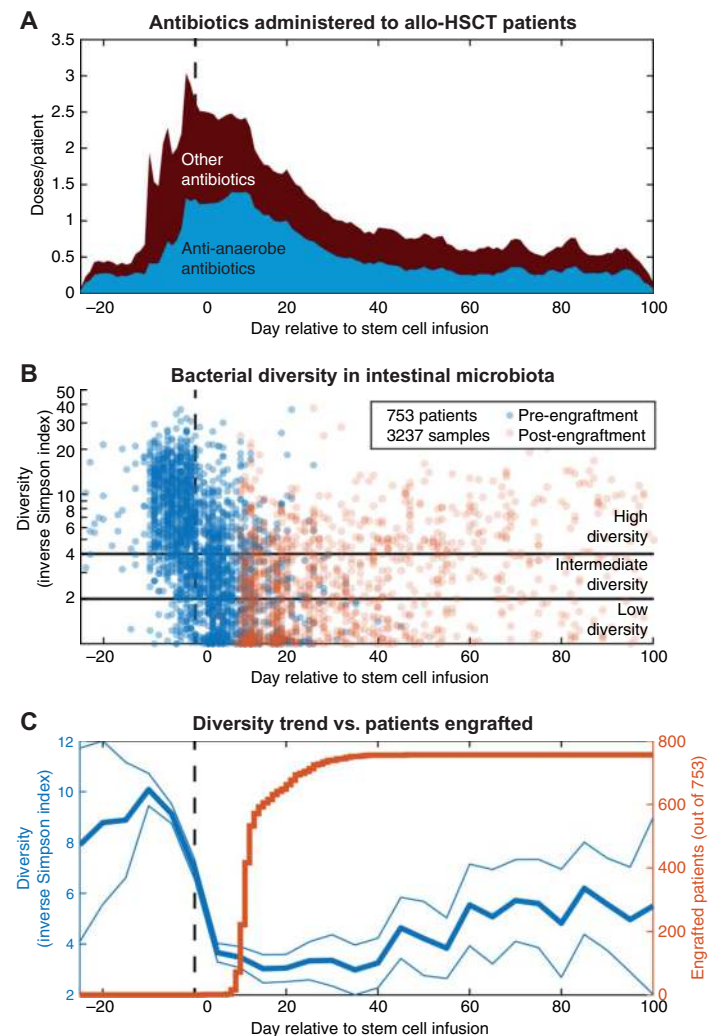 A
Antibiotics administered to allo-HSCT patients
3.5
3
2.5
2
1.5
1
0.5
0
Doses/patient
Other
antibiotics
Anti-anaerobe
antibiotics
–20
0
20
40
60
80
100
Day relative to stem cell infusion
B
Bacterial diversity in intestinal microbiota
50
40
30
20
10
8
6
4
2
Diversity
(inverse Simpson index)
753 patients
Pre-engraftment
3237 samples
Post-engraftment
High
diversity
Intermediate
diversity
Low
diversity
–20
0
20
40
60
80
100
Day relative to stem cell infusion
C
Diversity trend vs. patients engrafted
12
10
8
6
4
2
Diversity
(inverse Simpson index)
800
600
400
200
0
Engrafted patients (out of 753)
–20
0
20
40
60
80
100
Day relative to stem cell infusion